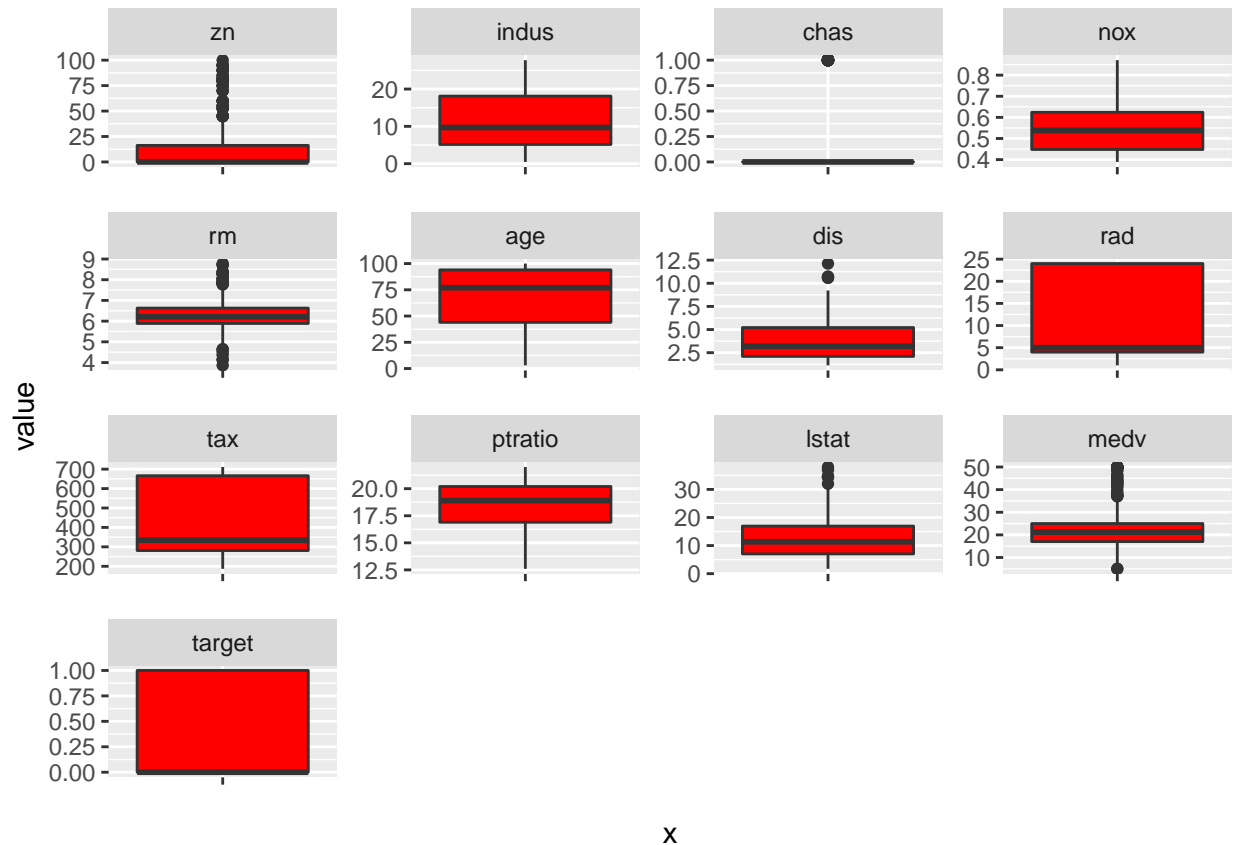 zn indus chas nox
100 75 50 25 0
20 10 0
1.00 0.75 0.50 0.25 0.00
0.8 0.7 0.6 0.5 0.4
rm age dis rad
9 8 7 6 5 4
100 75 50 25 0
12.5 10.0 7.5 5.0 2.5
25 20 15 10 5 0
value
tax ptratio lstat medv
700 600 500 400 300 200
20.0 17.5 15.0 12.5
30 20 10 0
50 40 30 20 10
target
1.00 0.75 0.50 0.25 0.00
x